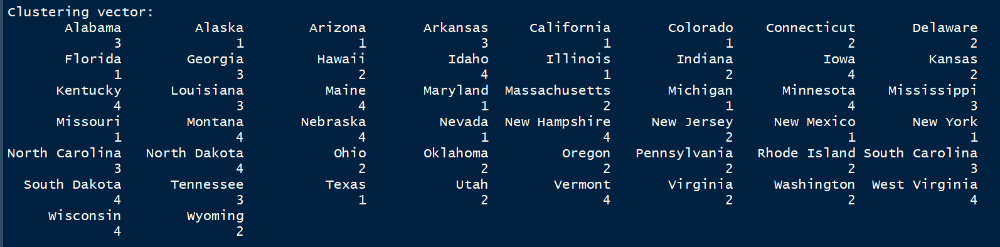 Clustering vector:
Alabama Alaska Arizona Arkansas California Colorado Connecticut Delaware
3 1 1 3 1 1 2 2
Florida Georgia Hawaii Idaho Illinois Indiana Iowa Kansas
1 3 2 4 1 2 4 2
Kentucky Louisiana Maine Maryland Massachusetts Michigan Minnesota Mississippi
4 3 4 1 2 1 4 3
Missouri Montana Nebraska Nevada New Hampshire New Jersey New Mexico New York
1 4 4 1 4 2 1 1
North Carolina North Dakota Ohio Oklahoma Oregon Pennsylvania Rhode Island South Carolina
3 4 2 2 2 2 2 3
South Dakota Tennessee Texas Utah Vermont Virginia Washington West Virginia
4 3 1 2 4 2 2 4
Wisconsin Wyoming
4 2